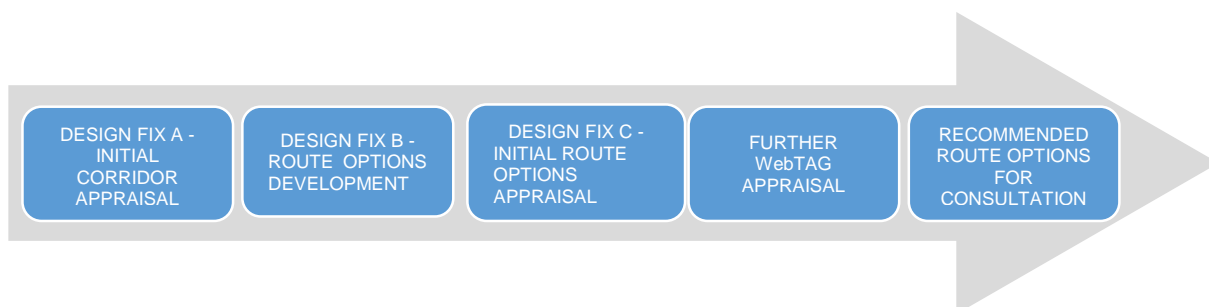 DESIGN FIX A -
INITIAL
CORRIDOR
APPRAISAL
DESIGN FIX B -
ROUTE OPTIONS
DEVELOPMENT
DESIGN FIX C -
INITIAL ROUTE
OPTIONS
APPRAISAL
FURTHER
WebTAG
APPRAISAL
RECOMMENDED
ROUTE OPTIONS
FOR
CONSULTATION